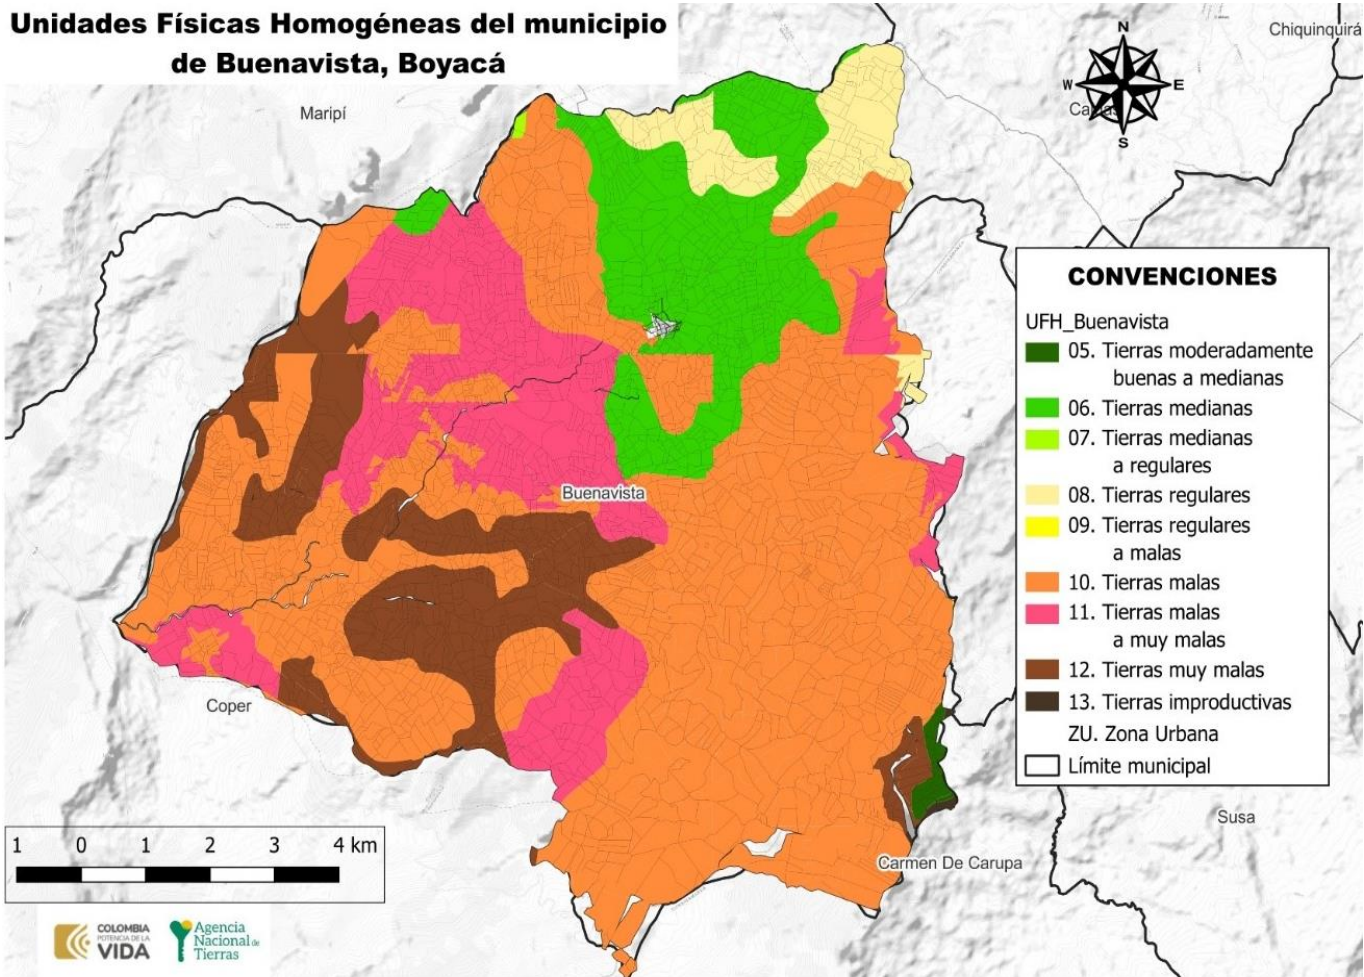 Unidades Físicas Homogéneas del municipio
de Buenavista, Boyacá
Chiquinquirá
N
W
E
S
Maripí
CONVENCIONES
UFH_Buenavista
05. Tierras moderadamente
buenas a medianas
06. Tierras medianas
07. Tierras medianas
a regulares
08. Tierras regulares
09. Tierras regulares
a malas
10. Tierras malas
11. Tierras malas
a muy malas
12. Tierras muy malas
13. Tierras improductivas
ZU. Zona Urbana
Límite municipal
Buenavista
Coper
Susa
Carmen De Carupa
1 0 1 2 3 4 km
COLOMBIA
POTENCIA DE LA
VIDA
Agencia
Nacional de
Tierras